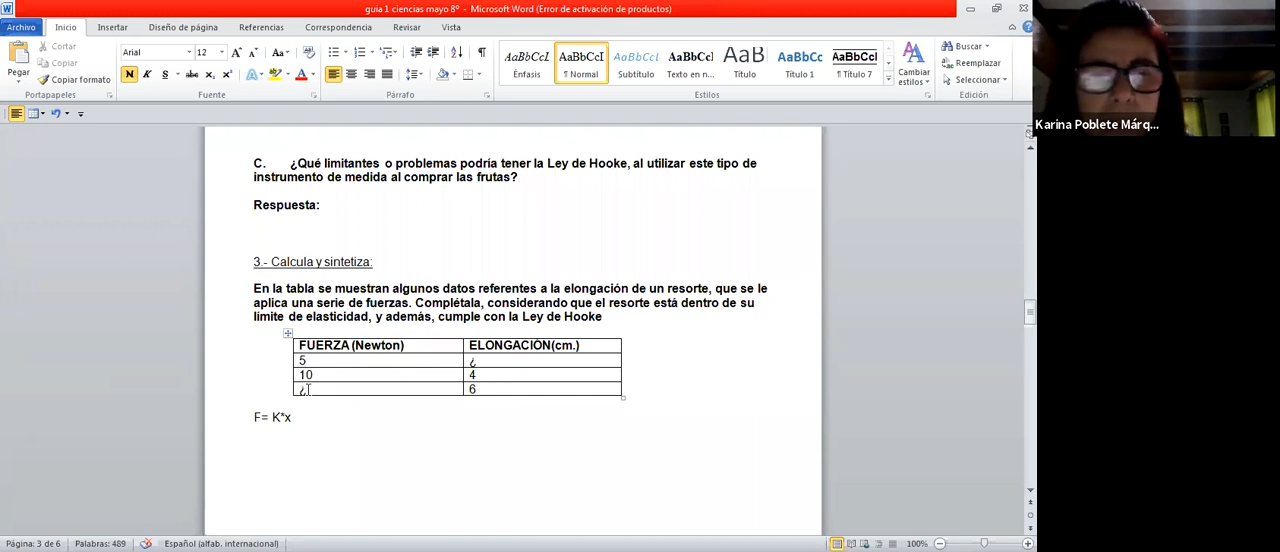 guia 1 ciencias mayo 8º - Microsoft Word (Error de activación de productos)
Archivo Inicio Insertar Diseño de página Referencias Correspondencia Revisar Vista
Pegar
Cortar
Copiar
Copiar formato
Portapapeles
Arial 12
Fuente
Párrafo
AaBbCcI Énfasis
AaBbCcI ¶ Normal
AaBbCcI Subtítulo
AaBbCcI Texto en n...
AaB Título
AaBbCc Título 1
AaBbCcI ¶ Título 7
Estilos
Cambiar estilos
Buscar
Reemplazar
Seleccionar
Edición
Karina Poblete Márq...
C. ¿Qué limitantes o problemas podría tener la Ley de Hooke, al utilizar este tipo de
instrumento de medida al comprar las frutas?
Respuesta:
3.- Calcula y sintetiza:
En la tabla se muestran algunos datos referentes a la elongación de un resorte, que se le
aplica una serie de fuerzas. Complétala, considerando que el resorte está dentro de su
límite de elasticidad, y además, cumple con la Ley de Hooke
FUERZA (Newton) ELONGACIÓN(cm.)
5 ¿
10 4
¿ 6
F= K*x
Página: 3 de 6 Palabras: 489 Español (alfab. internacional) 100%